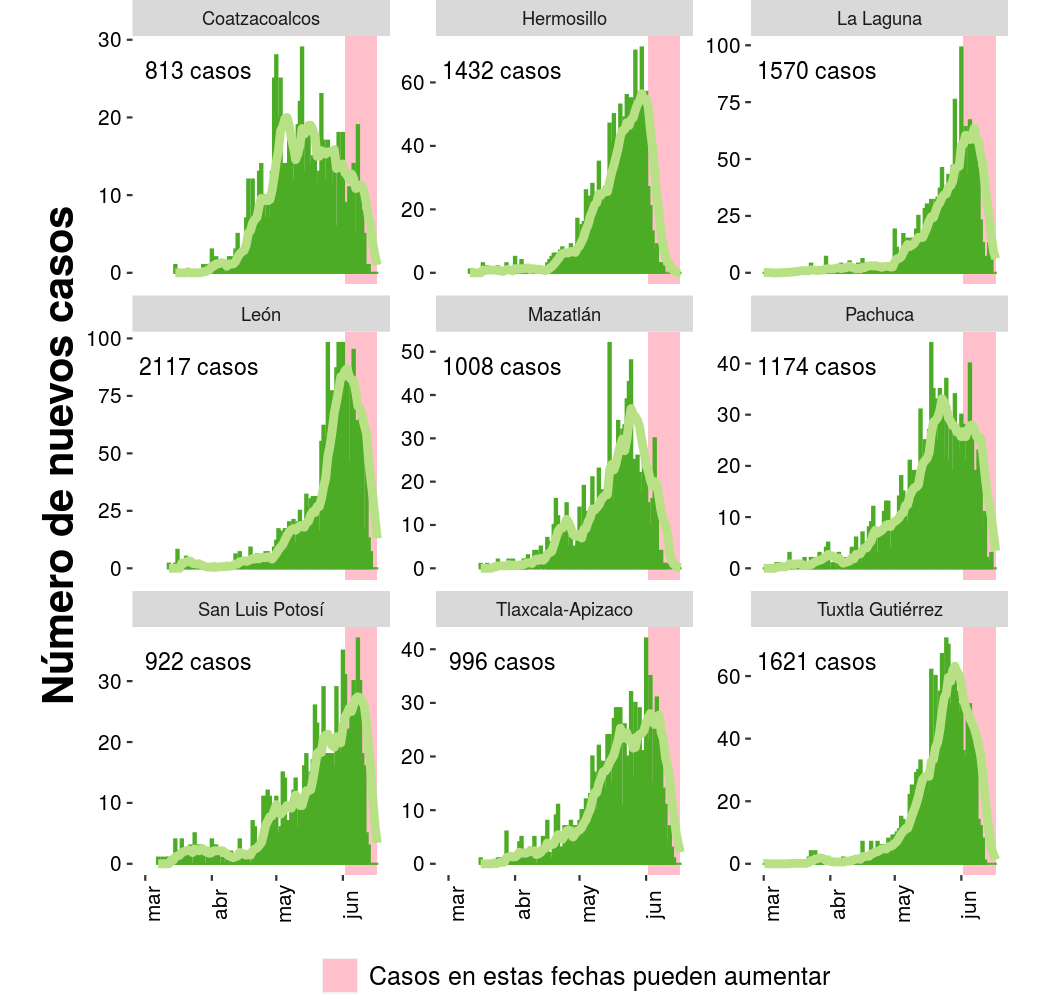 Número de nuevos casos
Coatzacoalcos
Hermosillo
La Laguna
813 casos
1432 casos
1570 casos
30
20
10
0
60
40
20
0
100
75
50
25
0
León
Mazatlán
Pachuca
2117 casos
1008 casos
1174 casos
100
75
50
25
0
50
40
30
20
10
0
40
30
20
10
0
San Luis Potosí
Tlaxcala-Apizaco
Tuxtla Gutiérrez
922 casos
996 casos
1621 casos
30
20
10
0
40
30
20
10
0
60
40
20
0
mar abr may jun
mar abr may jun
mar abr may jun
Casos en estas fechas pueden aumentar